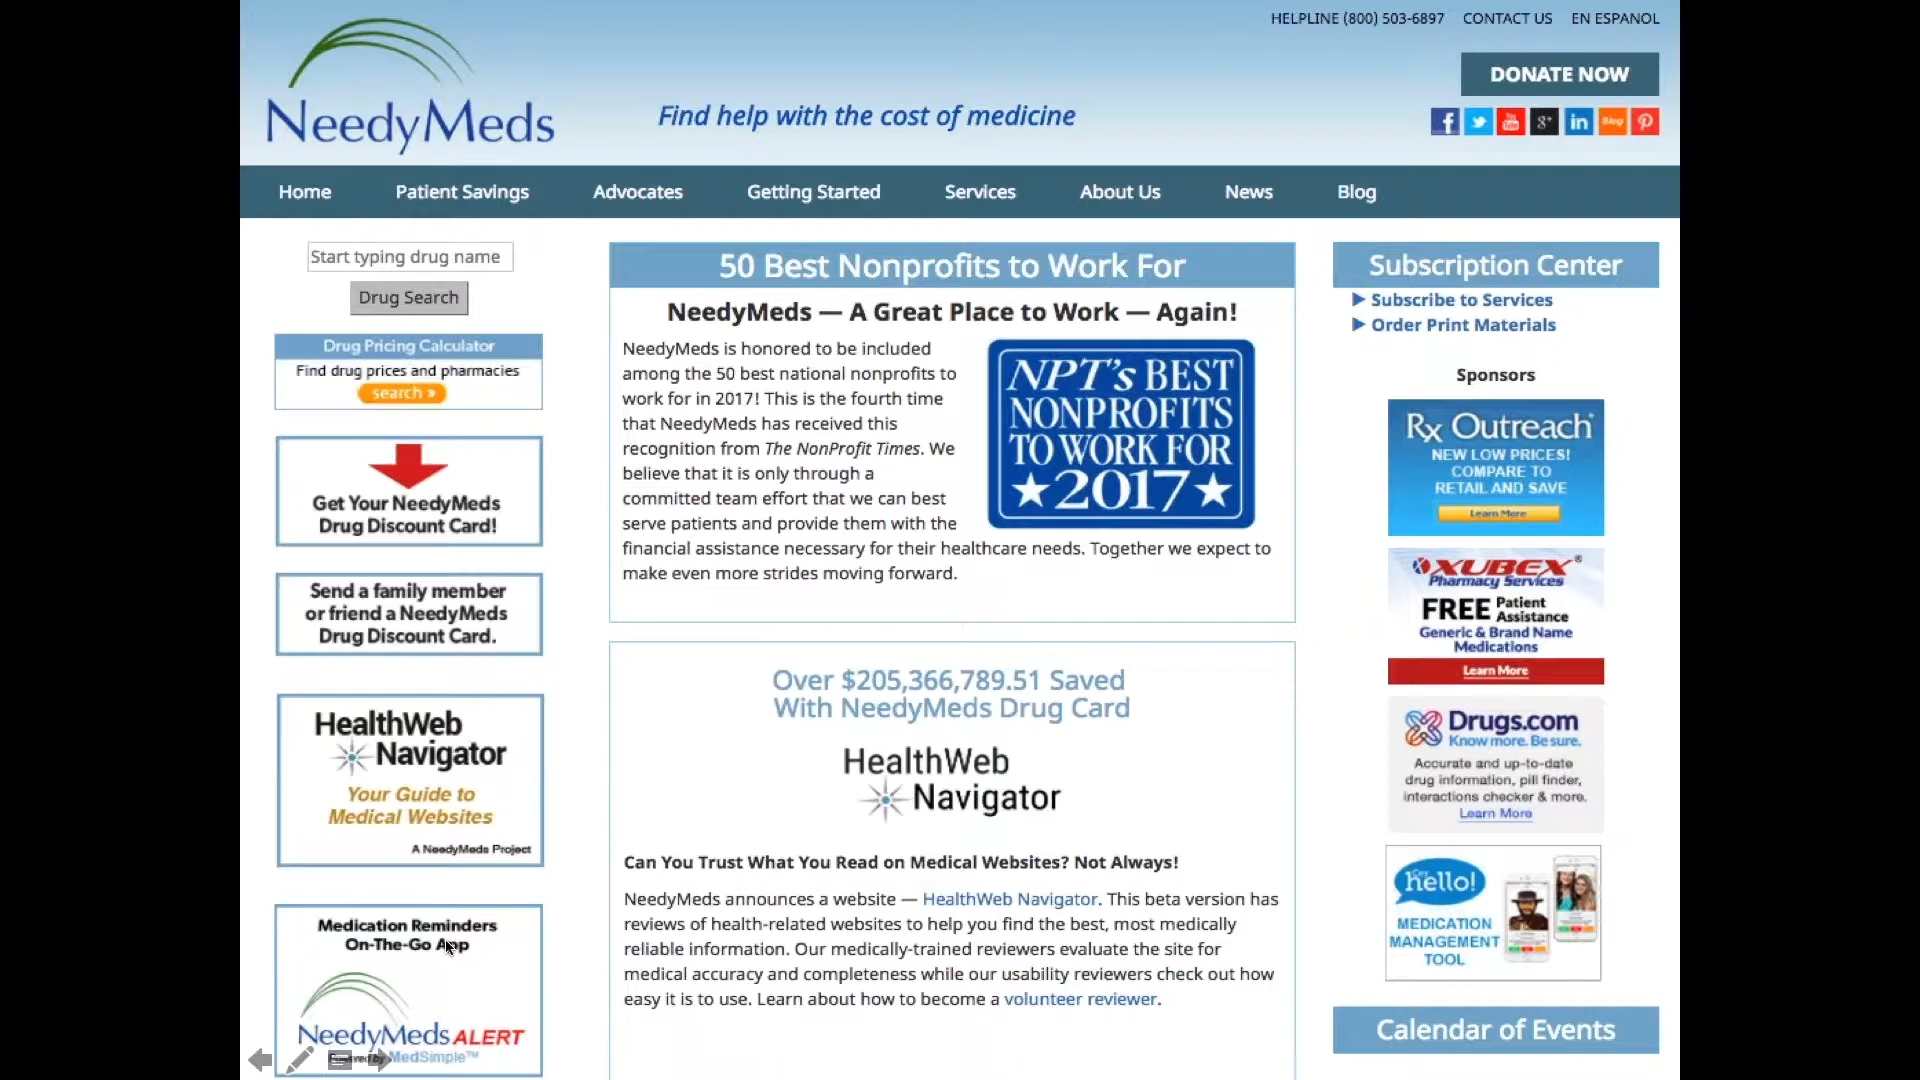 HELPLINE (800) 503-6897 CONTACT US EN ESPANOL
NeedyMeds
Find help with the cost of medicine
DONATE NOW
f
You
Tube
g+
in
Blog
Home Patient Savings Advocates Getting Started Services About Us News Blog
Start typing drug name
Drug Search
Drug Pricing Calculator
Find drug prices and pharmacies
search »
Get Your NeedyMeds
Drug Discount Card!
Send a family member
or friend a NeedyMeds
Drug Discount Card.
HealthWeb
Navigator
Your Guide to
Medical Websites
A NeedyMeds Project
Medication Reminders
On-The-Go App
NeedyMeds ALERT
Powered by MedSimple™
50 Best Nonprofits to Work For
NeedyMeds — A Great Place to Work — Again!
NeedyMeds is honored to be included
among the 50 best national nonprofits to
work for in 2017! This is the fourth time
that NeedyMeds has received this
recognition from The NonProfit Times. We
believe that it is only through a
committed team effort that we can best
serve patients and provide them with the
financial assistance necessary for their healthcare needs. Together we expect to
make even more strides moving forward.
NPT's BEST
NONPROFITS
TO WORK FOR
2017
Over $205,366,789.51 Saved
With NeedyMeds Drug Card
HealthWeb
Navigator
Can You Trust What You Read on Medical Websites? Not Always!
NeedyMeds announces a website — HealthWeb Navigator. This beta version has
reviews of health-related websites to help you find the best, most medically
reliable information. Our medically-trained reviewers evaluate the site for
medical accuracy and completeness while our usability reviewers check out how
easy it is to use. Learn about how to become a volunteer reviewer.
Subscription Center
Subscribe to Services
Order Print Materials
Sponsors
Rx Outreach®
NEW LOW PRICES!
COMPARE TO
RETAIL AND SAVE
Learn More
XUBEX®
Pharmacy Services
FREE Patient
Assistance
Generic & Brand Name
Medications
Learn More
Drugs.com
Know more. Be sure.
Accurate and up-to-date
drug information, pill finder,
interactions checker & more.
Learn More
hello!
MEDICATION
MANAGEMENT
TOOL
Calendar of Events